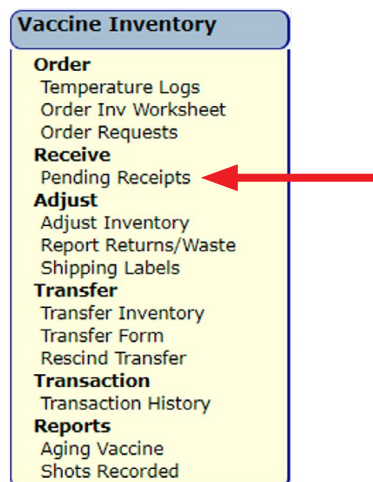 Vaccine Inventory
Order
Temperature Logs
Order Inv Worksheet
Order Requests
Receive
Pending Receipts
Adjust
Adjust Inventory
Report Returns/Waste
Shipping Labels
Transfer
Transfer Inventory
Transfer Form
Rescind Transfer
Transaction
Transaction History
Reports
Aging Vaccine
Shots Recorded